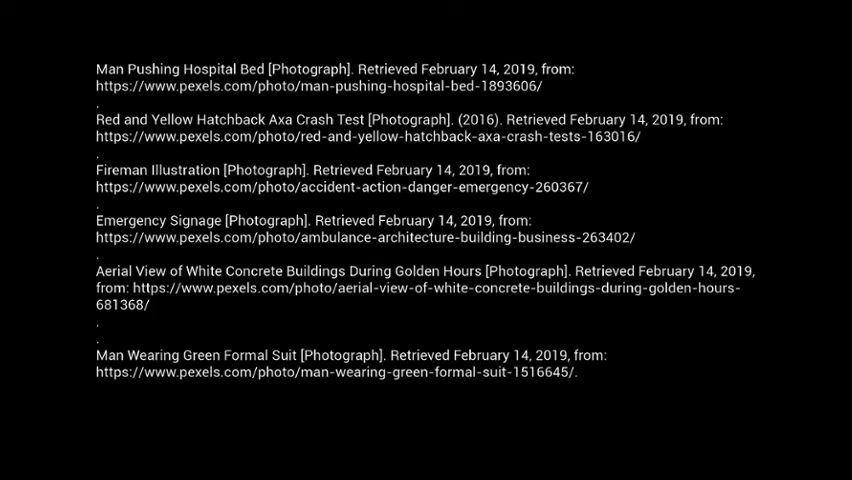 Man Pushing Hospital Bed [Photograph]. Retrieved February 14, 2019, from:
https://www.pexels.com/photo/man-pushing-hospital-bed-1893606/
.
Red and Yellow Hatchback Axa Crash Test [Photograph]. (2016). Retrieved February 14, 2019, from:
https://www.pexels.com/photo/red-and-yellow-hatchback-axa-crash-tests-163016/
.
Fireman Illustration [Photograph]. Retrieved February 14, 2019, from:
https://www.pexels.com/photo/accident-action-danger-emergency-260367/
.
Emergency Signage [Photograph]. Retrieved February 14, 2019, from:
https://www.pexels.com/photo/ambulance-architecture-building-business-263402/
.
Aerial View of White Concrete Buildings During Golden Hours [Photograph]. Retrieved February 14, 2019,
from: https://www.pexels.com/photo/aerial-view-of-white-concrete-buildings-during-golden-hours-
681368/
.
.
Man Wearing Green Formal Suit [Photograph]. Retrieved February 14, 2019, from:
https://www.pexels.com/photo/man-wearing-green-formal-suit-1516645/.